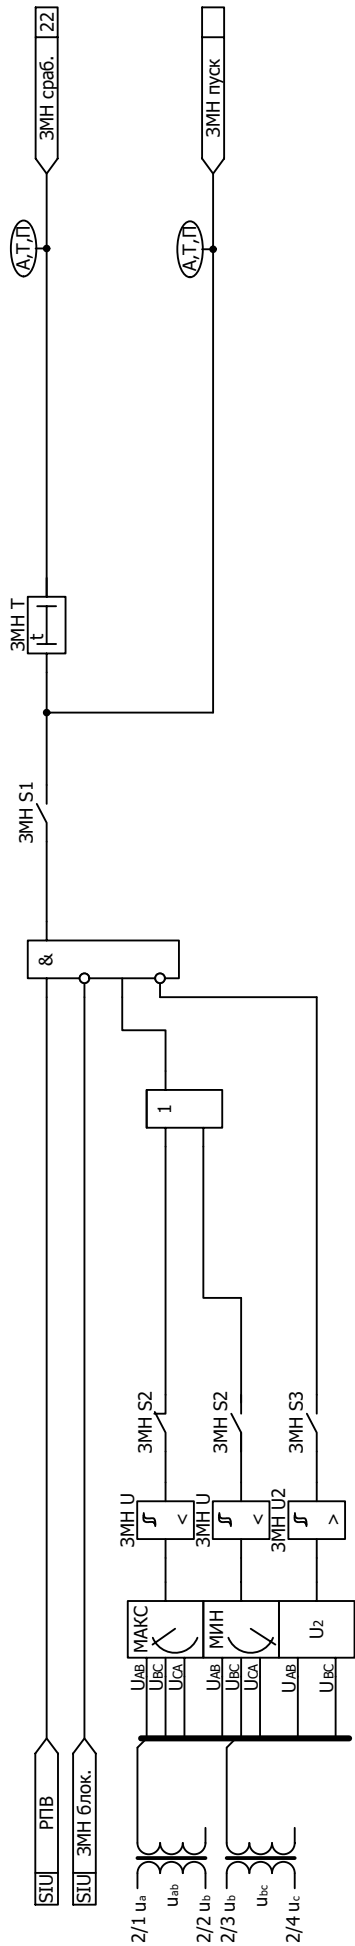 22
ЗМН сраб.
ЗМН пуск
А,Т,П
А,Т,П
ЗМН T
t
ЗМН S1
&
1
ЗМН S2
ЗМН S2
ЗМН S3
ЗМН U
<
ЗМН U
<
ЗМН U2
>
МАКС
МИН
U2
UAB
UBC
UCA
UAB
UBC
UCA
UAB
UBC
SIU
РПВ
SIU
ЗМН блок.
2/1 ua
uab
2/2 ub
2/3 ub
ubc
2/4 uc